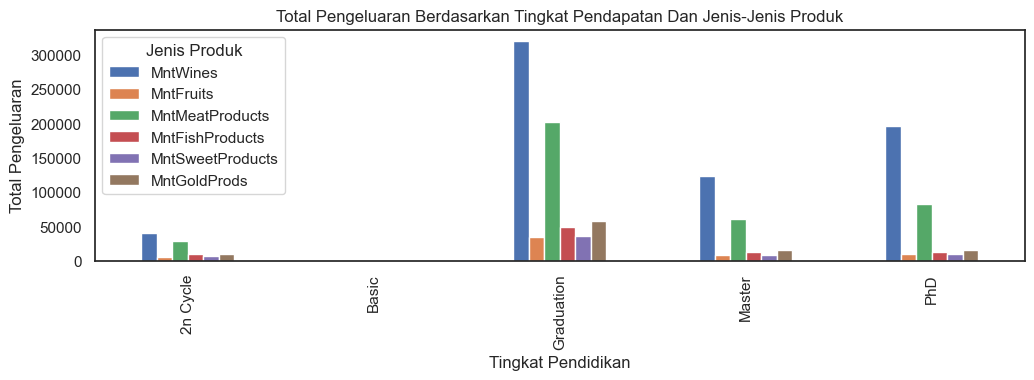 Total Pengeluaran Berdasarkan Tingkat Pendapatan Dan Jenis-Jenis Produk
Total Pengeluaran
300000
250000
200000
150000
100000
50000
0
Jenis Produk
MntWines
MntFruits
MntMeatProducts
MntFishProducts
MntSweetProducts
MntGoldProds
2n Cycle
Basic
Graduation
Master
PhD
Tingkat Pendidikan